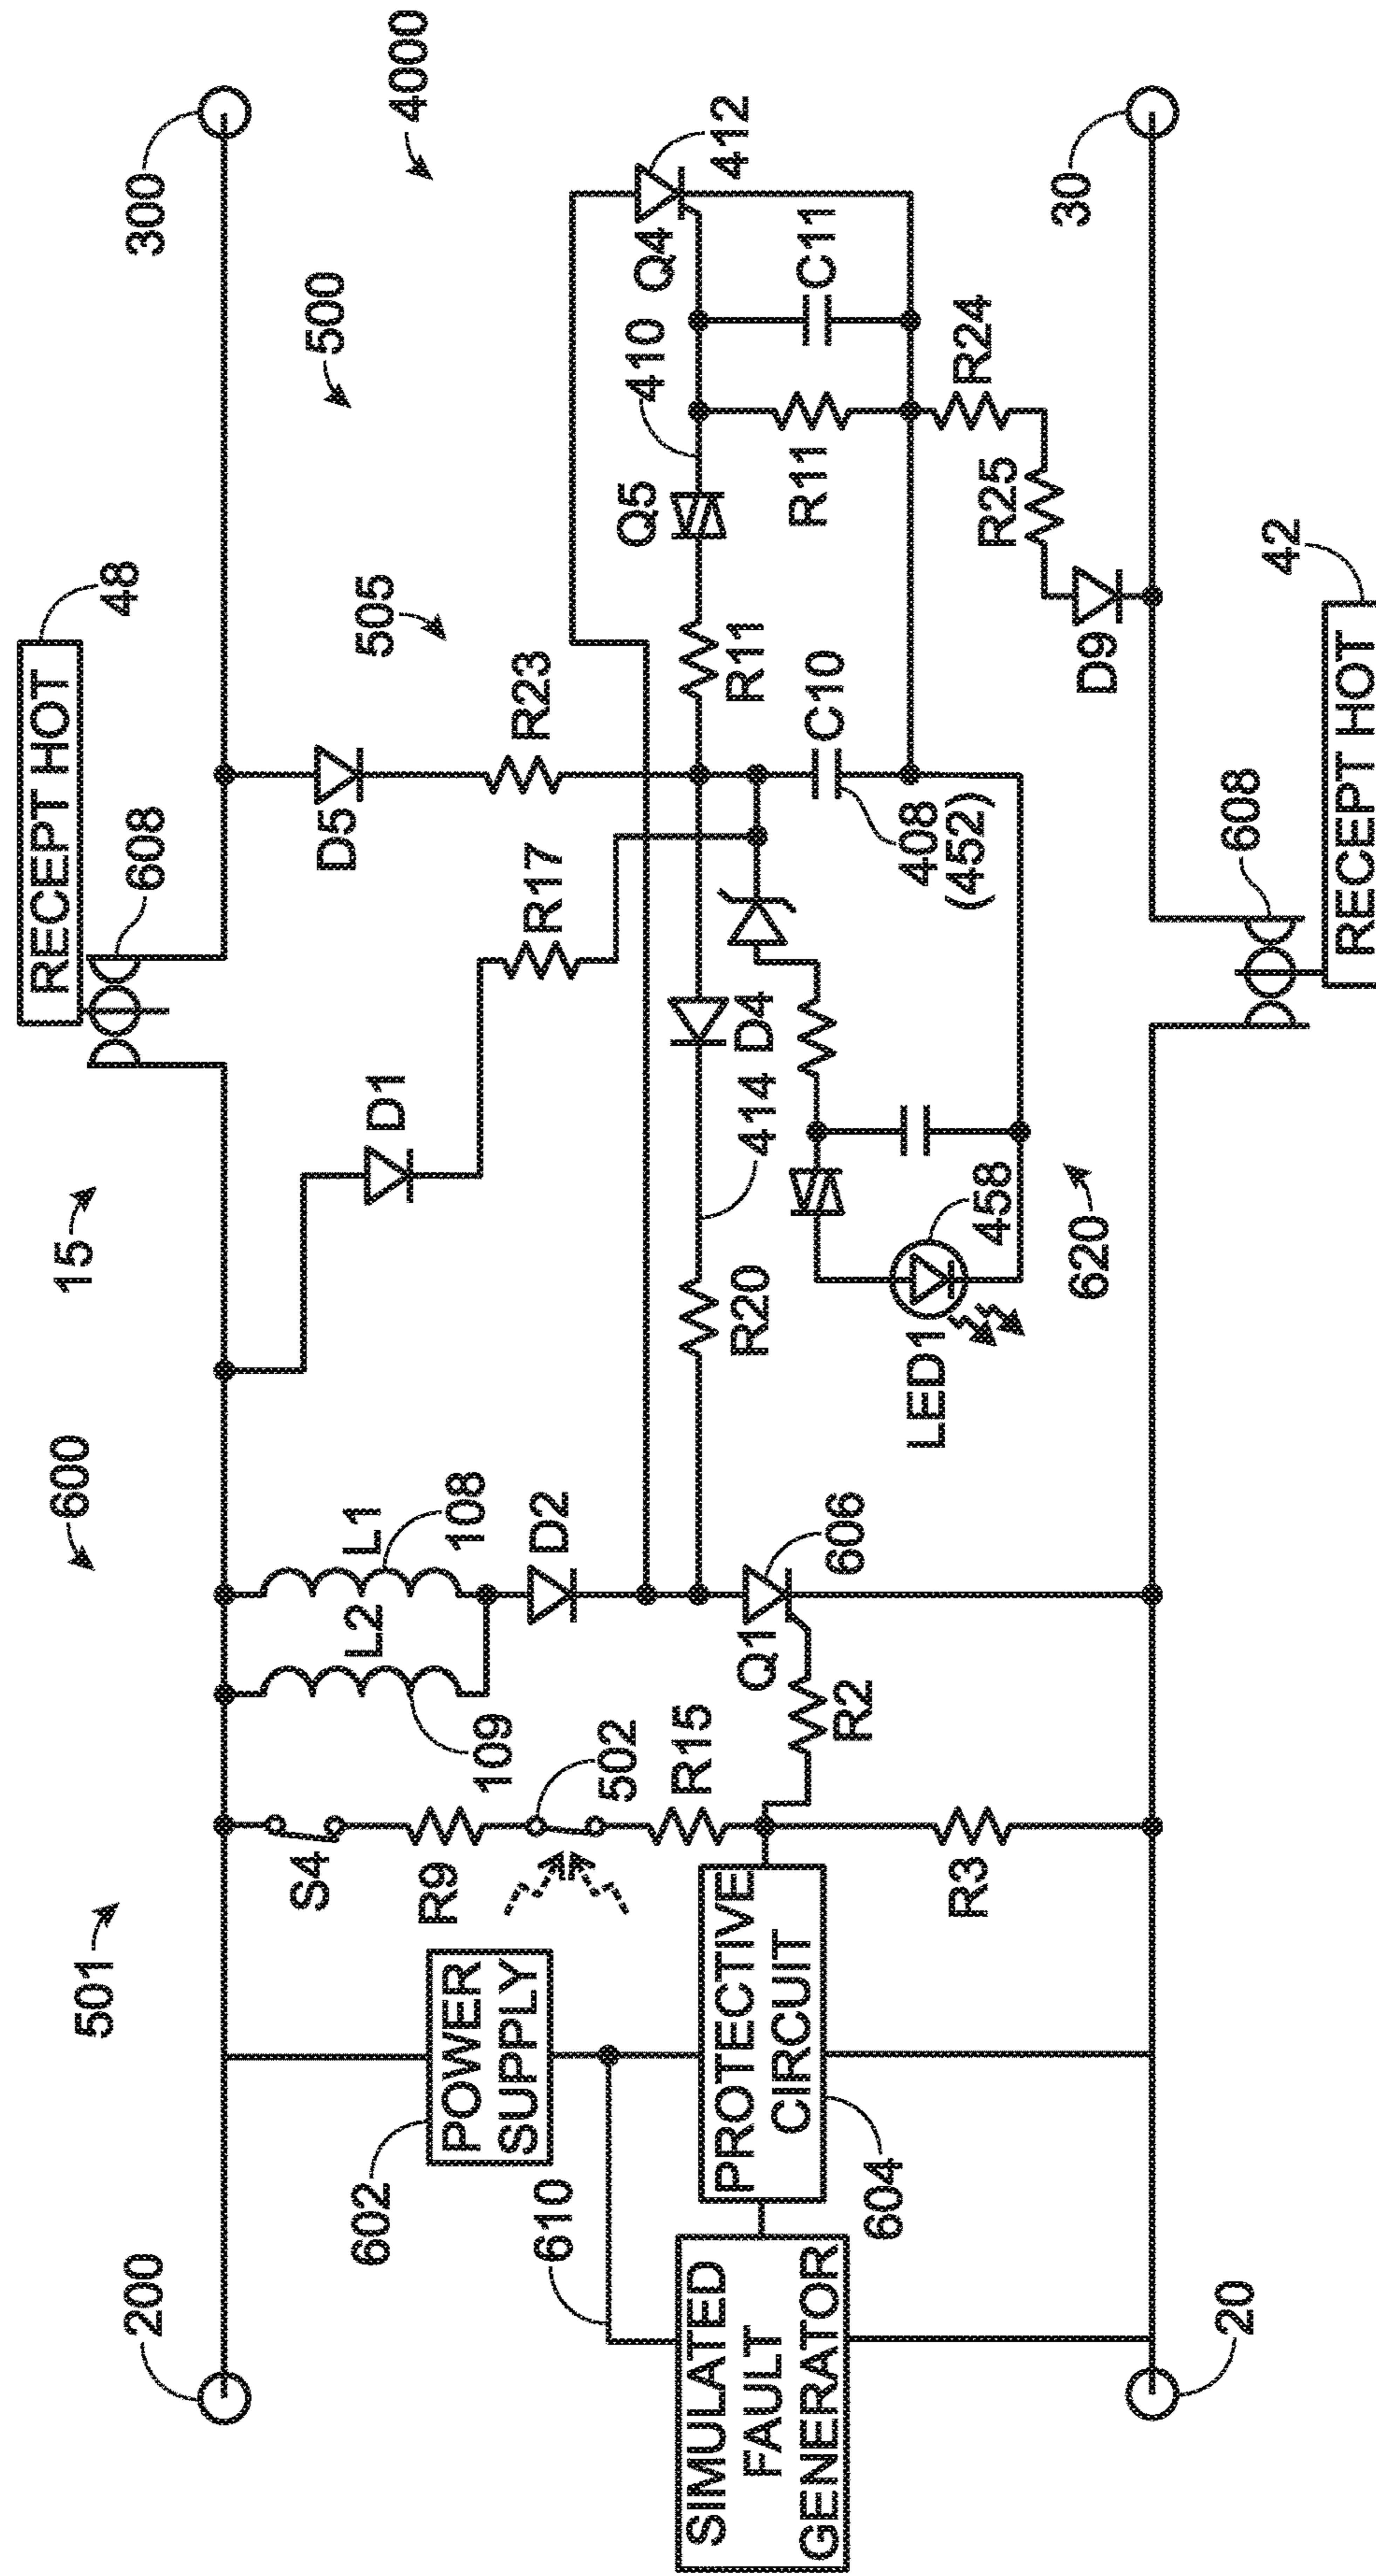 200
501
600
15
RECEPT HOT
48
608
300
500
4000
602
POWER
SUPPLY
S4
R9
502
R15
109
L2
L1
108
D2
D1
R17
D5
R23
505
610
SIMULATED
FAULT
GENERATOR
PROTECTIVE
CIRCUIT
604
R3
R2
Q1
606
R20
414
D4
LED1
458
620
408
(452)
C10
R11
Q5
410
R11
C11
Q4
412
R24
R25
D9
20
608
RECEPT HOT
42
30